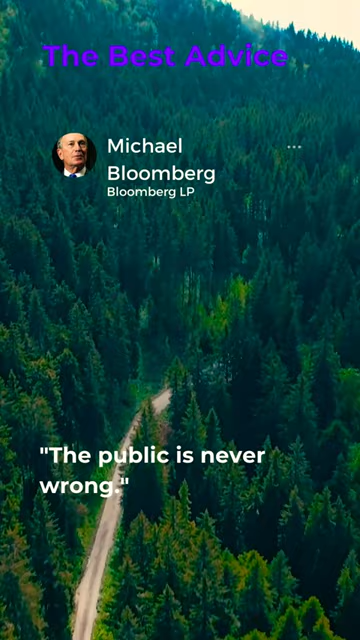 The Best Advice
Michael
Bloomberg
Bloomberg LP
"The public is never
wrong."